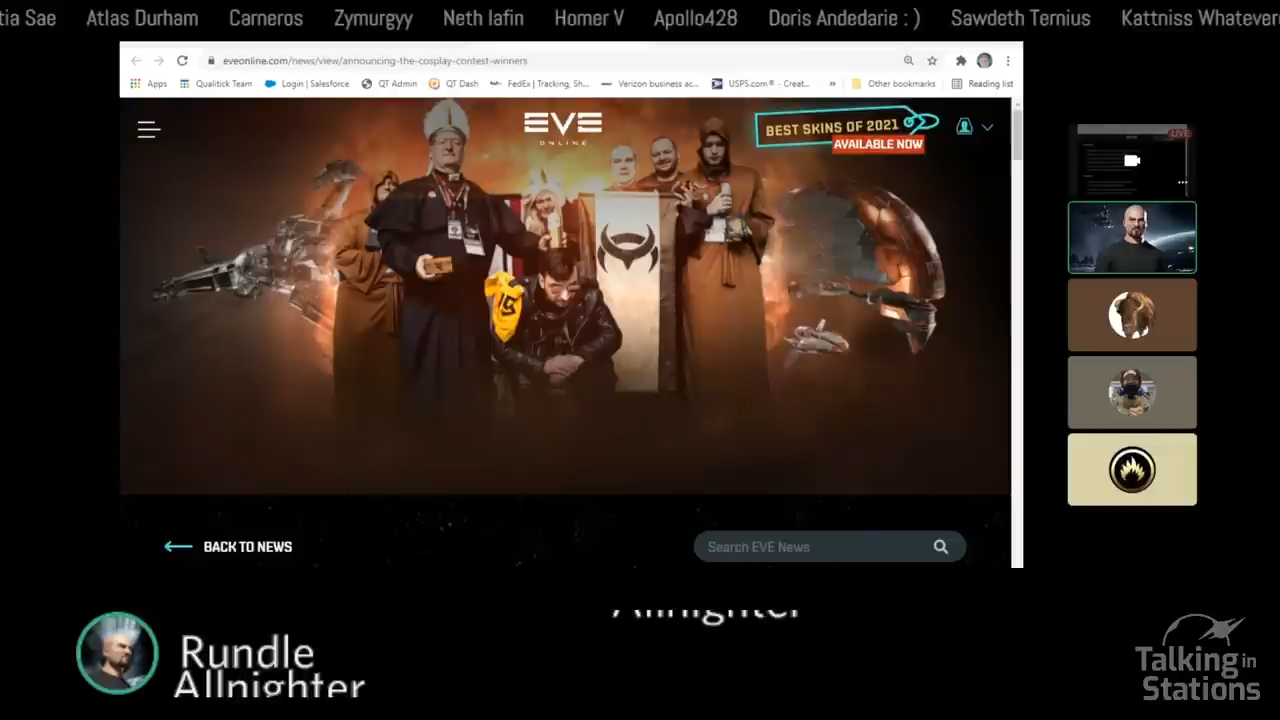 tia Sae Atlas Durham Carneros Zymurgyy Neth Iafin Homer V Apollo428 Doris Andedarie : ) Sawdeth Ternius Kattniss Whatever
eveonline.com/news/view/announcing-the-cosplay-contest-winners
Apps Qualitick Team Login | Salesforce QT Admin QT Dash FedEx | Tracking, Sh... Verizon business ac... USPS.com® - Creat... » Other bookmarks Reading list
EVE
ONLINE
BEST SKINS OF 2021
AVAILABLE NOW
LIVE
BACK TO NEWS
Search EVE News
Allnighter
Rundle
Allnighter
Talking in
Stations